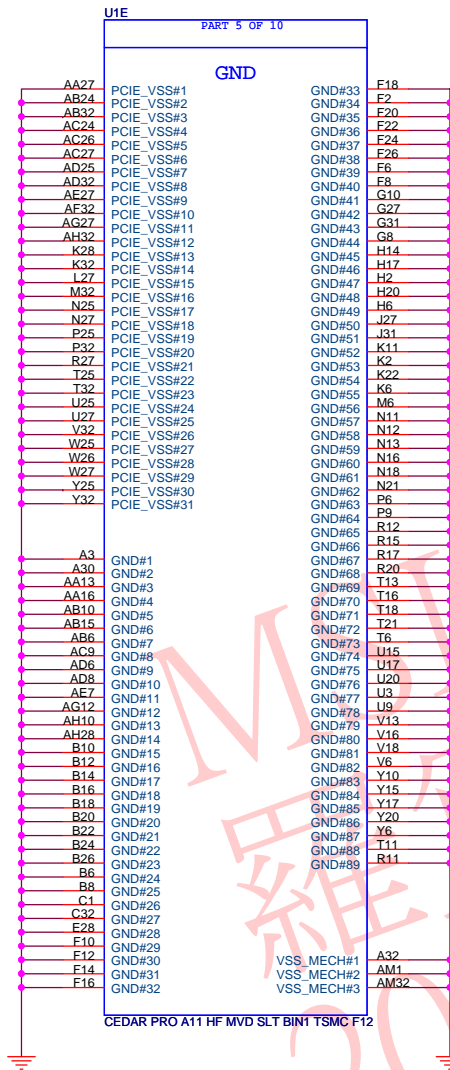 U1E
PART 5 OF 10
GND
AA27 PCIE_VSS#1
AB24 PCIE_VSS#2
AB32 PCIE_VSS#3
AC24 PCIE_VSS#4
AC26 PCIE_VSS#5
AC27 PCIE_VSS#6
AD25 PCIE_VSS#7
AD32 PCIE_VSS#8
AE27 PCIE_VSS#9
AF32 PCIE_VSS#10
AG27 PCIE_VSS#11
AH32 PCIE_VSS#12
K28 PCIE_VSS#13
K32 PCIE_VSS#14
L27 PCIE_VSS#15
M32 PCIE_VSS#16
N25 PCIE_VSS#17
N27 PCIE_VSS#18
P25 PCIE_VSS#19
P32 PCIE_VSS#20
R27 PCIE_VSS#21
T25 PCIE_VSS#22
T32 PCIE_VSS#23
U25 PCIE_VSS#24
U27 PCIE_VSS#25
V32 PCIE_VSS#26
W25 PCIE_VSS#27
W26 PCIE_VSS#28
W27 PCIE_VSS#29
Y25 PCIE_VSS#30
Y32 PCIE_VSS#31
A3 GND#1
A30 GND#2
AA13 GND#3
AA16 GND#4
AB10 GND#5
AB15 GND#6
AB6 GND#7
AC9 GND#8
AD6 GND#9
AD8 GND#10
AE7 GND#11
AG12 GND#12
AH10 GND#13
AH28 GND#14
B10 GND#15
B12 GND#16
B14 GND#17
B16 GND#18
B18 GND#19
B20 GND#20
B22 GND#21
B24 GND#22
B26 GND#23
B6 GND#24
B8 GND#25
C1 GND#26
C32 GND#27
E28 GND#28
F10 GND#29
F12 GND#30
F14 GND#31
F16 GND#32
GND#33 F18
GND#34 F2
GND#35 F20
GND#36 F22
GND#37 F24
GND#38 F26
GND#39 F6
GND#40 F8
GND#41 G10
GND#42 G27
GND#43 G31
GND#44 G8
GND#45 H14
GND#46 H17
GND#47 H2
GND#48 H20
GND#49 H6
GND#50 J27
GND#51 J31
GND#52 K11
GND#53 K2
GND#54 K22
GND#55 K6
GND#56 M6
GND#57 N11
GND#58 N12
GND#59 N13
GND#60 N16
GND#61 N18
GND#62 N21
GND#63 P6
GND#64 P9
GND#65 R12
GND#66 R15
GND#67 R17
GND#68 R20
GND#69 T13
GND#70 T16
GND#71 T18
GND#72 T21
GND#73 T6
GND#74 U15
GND#75 U17
GND#76 U20
GND#77 U3
GND#78 U9
GND#79 V13
GND#80 V16
GND#81 V18
GND#82 V6
GND#83 Y10
GND#84 Y15
GND#85 Y17
GND#86 Y20
GND#87 Y6
GND#88 T11
GND#89 R11
VSS_MECH#1 A32
VSS_MECH#2 AM1
VSS_MECH#3 AM32
CEDAR PRO A11 HF MVD SLT BIN1 TSMC F12
MSI
羅
20